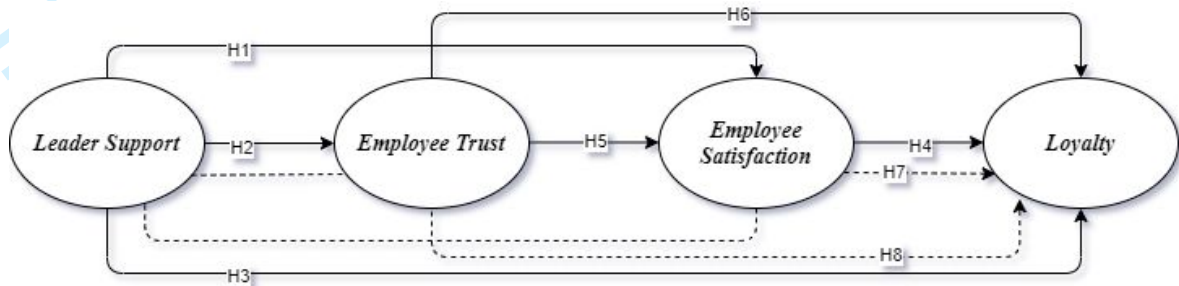 H6
H1
Leader Support
H2
Employee Trust
H5
Employee
Satisfaction
H4
Loyalty
H7
H8
H3